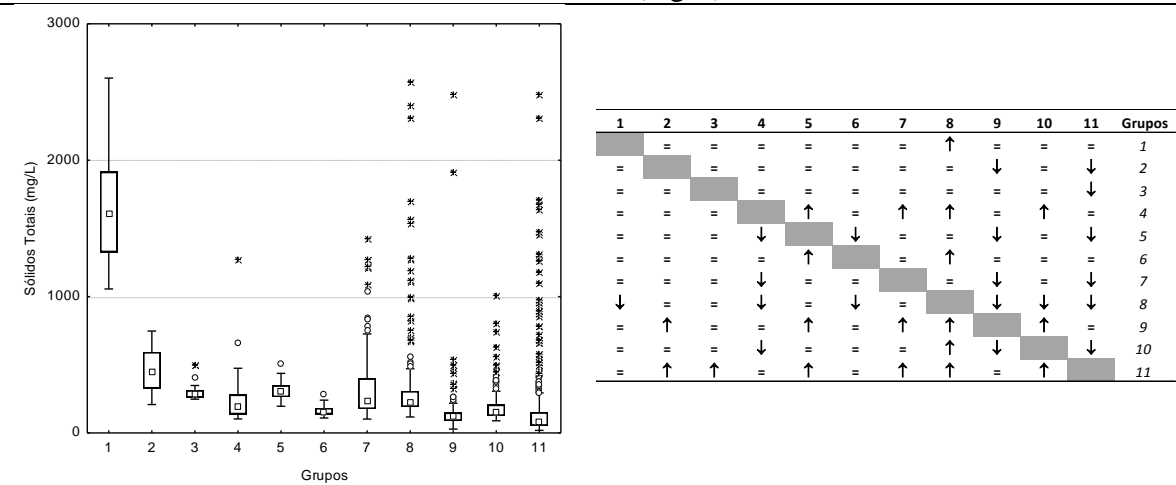 3000
2000
1000
0
Sólidos Totais (mg/L)
1 2 3 4 5 6 7 8 9 10 11
Grupos
1 2 3 4 5 6 7 8 9 10 11 Grupos
= = = = = = ↑ = = = 1
= = = = = = = ↓ = ↓ 2
= = = = = = = = = ↓ 3
= = = ↑ = ↑ ↑ = ↑ = 4
= = = ↓ ↓ = = ↓ = ↓ 5
= = = = ↑ = ↑ = = = 6
= = = ↓ = = = ↓ = ↓ 7
↓ = = ↓ = ↓ = ↓ ↓ ↓ 8
= ↑ = = ↑ = ↑ ↑ ↑ = 9
= = = ↓ = = = ↑ ↓ ↓ 10
= ↑ ↑ = ↑ = ↑ ↑ = ↑ 11